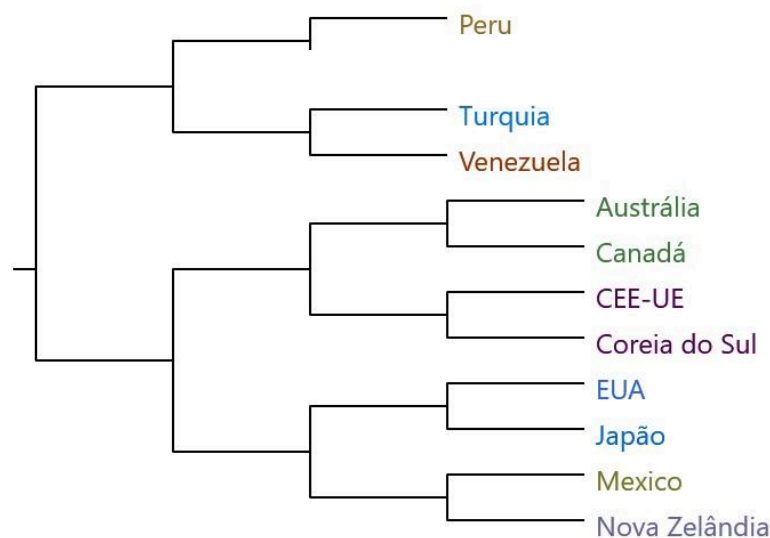 Peru
Turquia
Venezuela
Austrália
Canadá
CEE-UE
Coreia do Sul
EUA
Japão
Mexico
Nova Zelândia